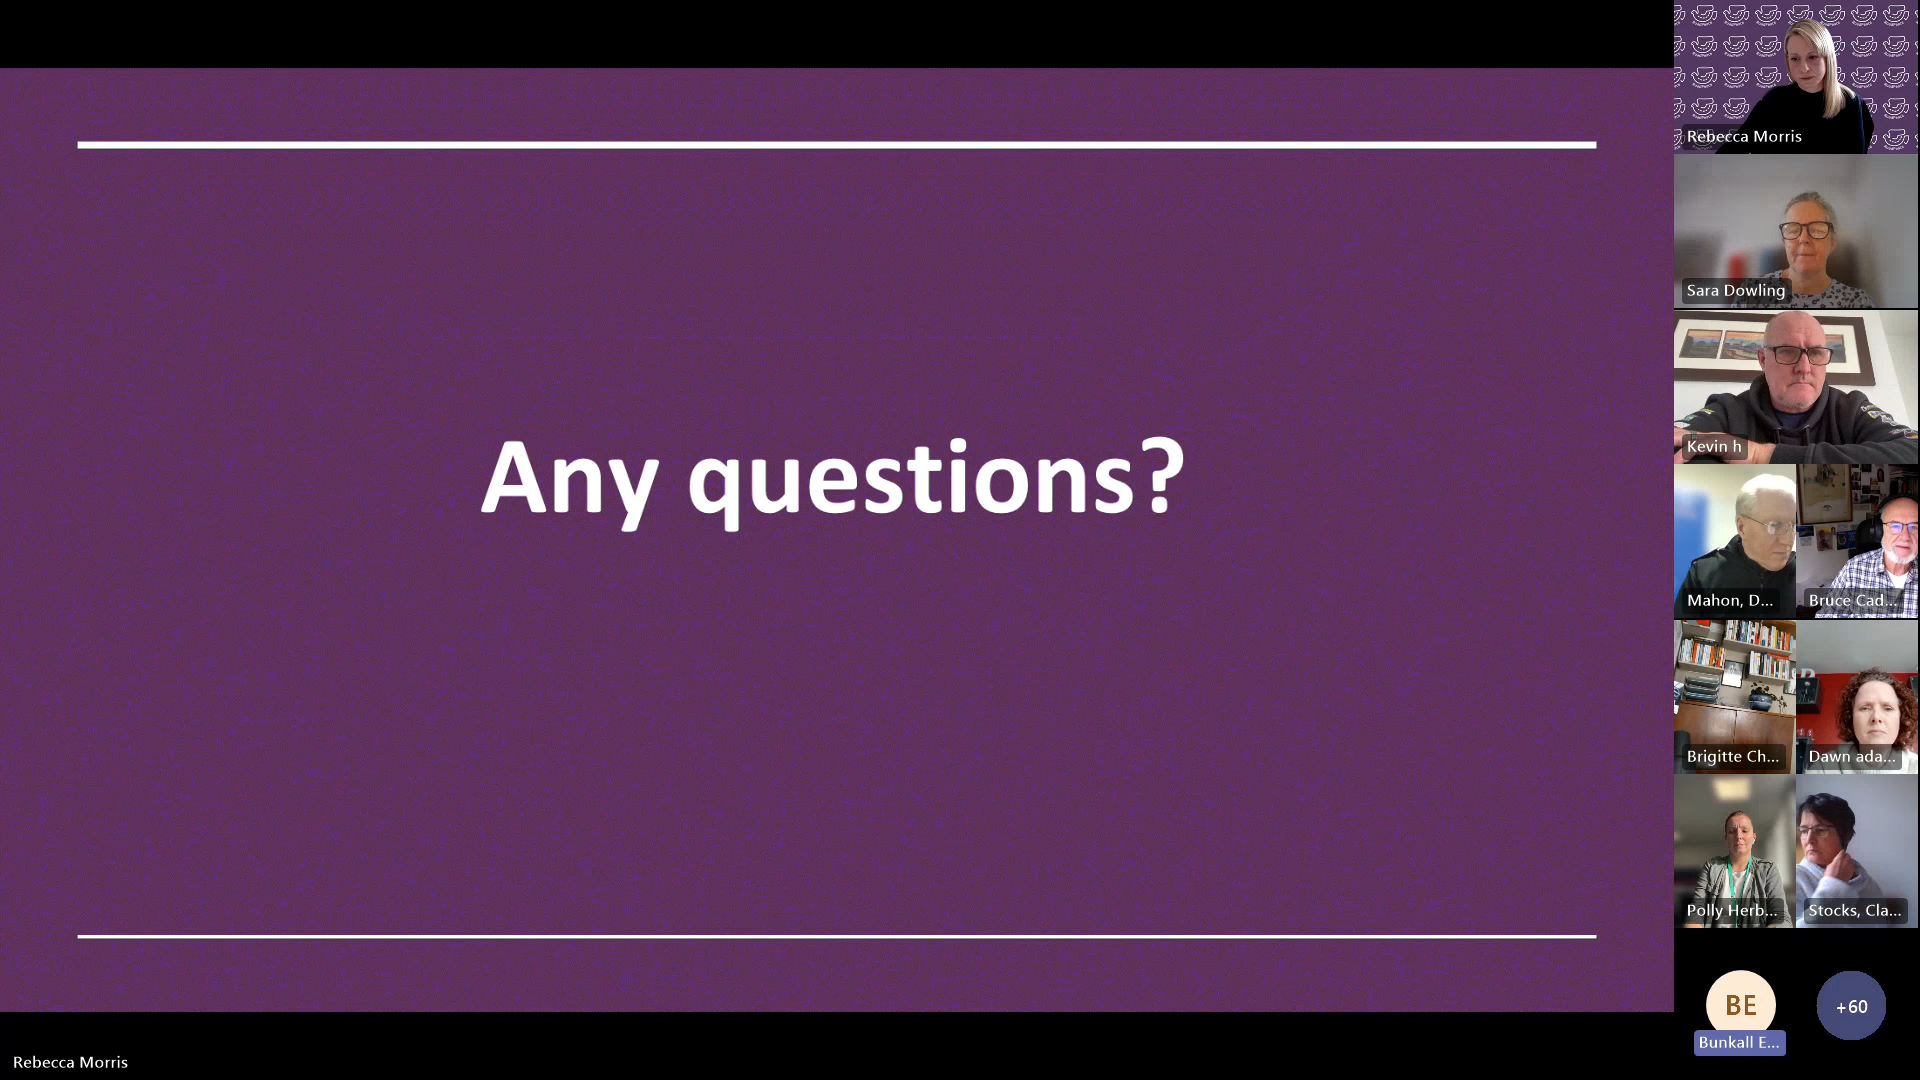 Any questions?
Rebecca Morris
Sara Dowling
Kevin h
Mahon, D...
Bruce Cad...
Brigitte Ch...
Dawn ada...
Polly Herb...
Stocks, Cla...
BE
+60
Bunkall E...
Rebecca Morris